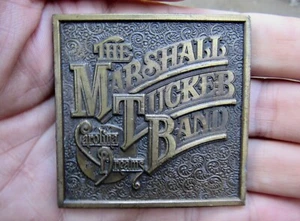 THE
MARSHALL
TUCKER
BAND
Carolina
Dreams